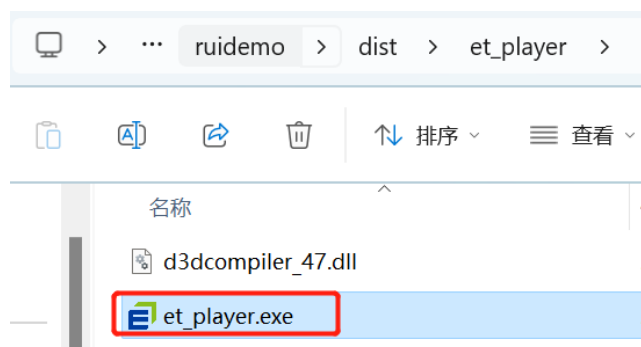 … ruidemo > dist > et_player >
排序 查看
名称
d3dcompiler_47.dll
et_player.exe